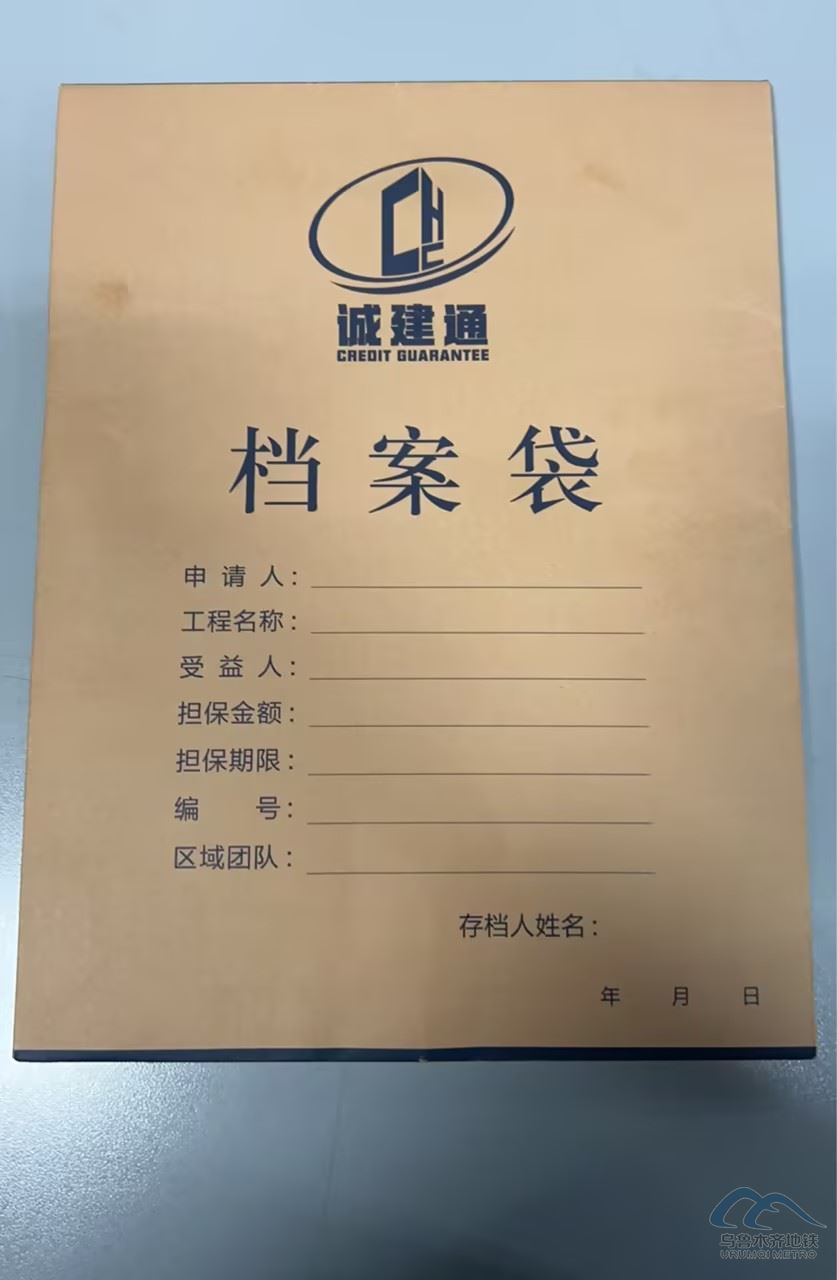 CHC
诚建通
CREDIT GUARANTEE
档案袋
申请人：
工程名称：
受益人：
担保金额：
担保期限：
编号：
区域团队：
存档人姓名：
年 月 日
乌鲁木齐地铁
URUMQI METRO